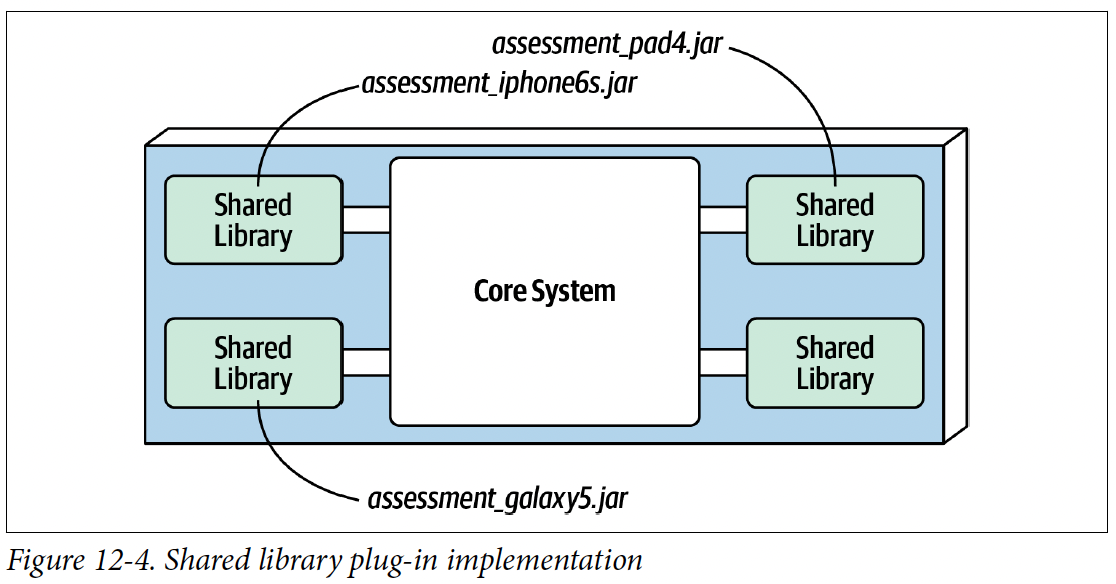 assessment_pad4.jar
assessment_iphone6s.jar
Shared
Library
Shared
Library
Core System
Shared
Library
Shared
Library
assessment_galaxy5.jar
Figure 12-4. Shared library plug-in implementation